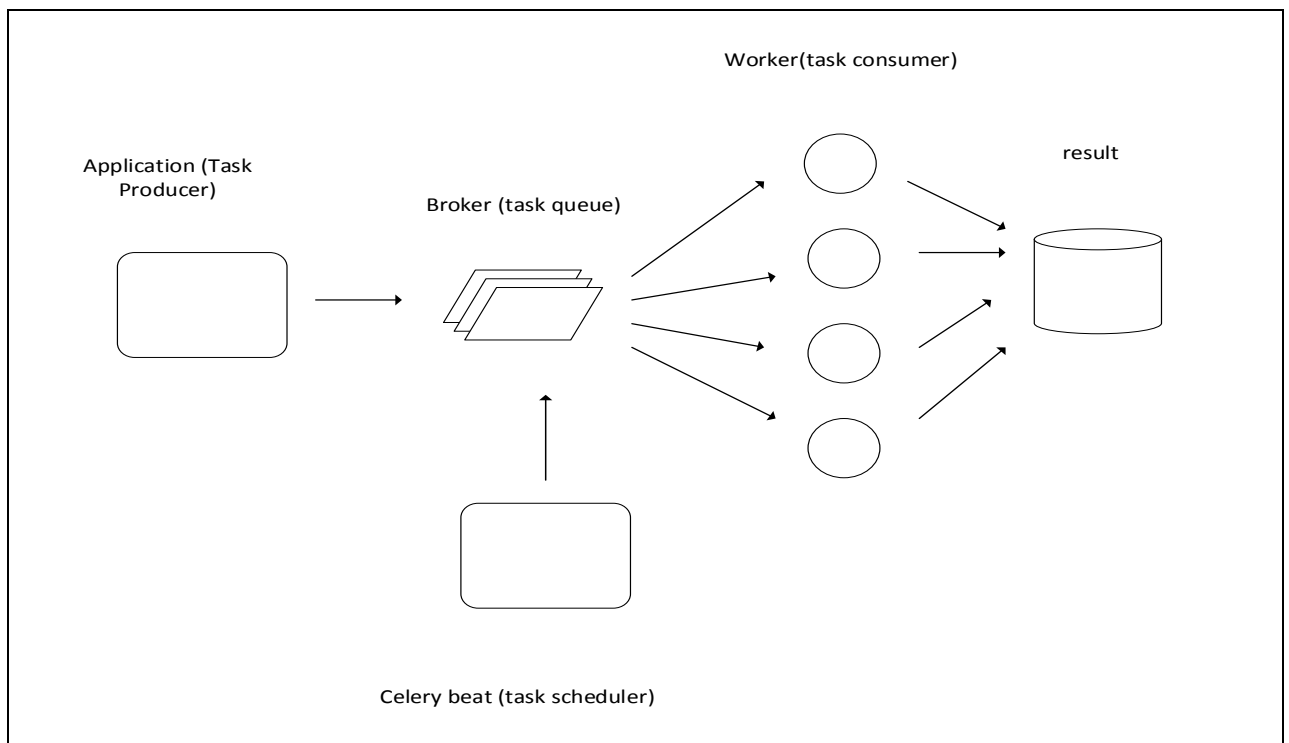 Worker(task consumer)
result
Application (Task
Producer)
Broker (task queue)
Celery beat (task scheduler)